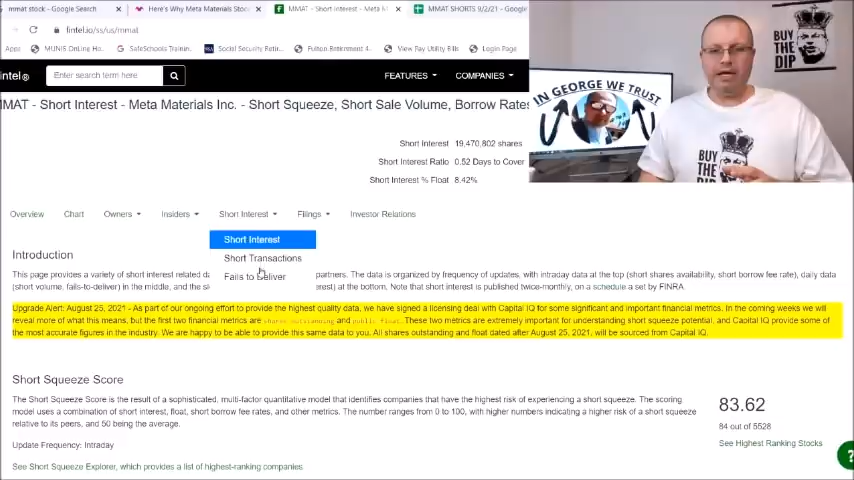 mmat stock - Google Search
Here's Why Meta Materials Stoc
MMAT - Short Interest - Meta M
MMAT SHORTS 9/2/21 - Googl
fintel.io/ss/us/mmat
Apps
MUNIS OnLine Ho...
SafeSchools Trainin...
Social Security Retir...
Fulton Retirement 4...
View Pay Utility Bills
Login Page
intel®
Enter search term here
FEATURES
COMPANIES
MMAT - Short Interest - Meta Materials Inc. - Short Squeeze, Short Sale Volume, Borrow Rates
Short Interest 19,470,802 shares
Short Interest Ratio 0.52 Days to Cover
Short Interest % Float 8.42%
Overview Chart Owners Insiders Short Interest Filings Investor Relations
Short Interest
Short Transactions
Fails to Deliver
Introduction
This page provides a variety of short interest related da partners. The data is organized by frequency of updates, with intraday data at the top (short shares availability, short borrow fee rate), daily data
(short volume, fails-to-deliver) in the middle, and the s erest) at the bottom. Note that short interest is published twice-monthly, on a schedule set by FINRA
Upgrade Alert: August 25, 2021 - As part of our ongoing effort to provide the highest quality data, we have signed a licensing deal with Capital IQ for some significant and important financial metrics. In the coming weeks we will
reveal more of what this means, but the first two financial metrics are shares outstanding and public float. These two metrics are extremely important for understanding short squeeze potential, and Capital IQ provide some of
the most accurate figures in the industry. We are happy to be able to provide this same data to you. All shares outstanding and float dated after August 25, 2021, will be sourced from Capital IQ.
Short Squeeze Score
The Short Squeeze Score is the result of a sophisticated, multi-factor quantitative model that identifies companies that have the highest risk of experiencing a short squeeze. The scoring
model uses a combination of short interest, float, short borrow fee rates, and other metrics. The number ranges from 0 to 100, with higher numbers indicating a higher risk of a short squeeze
relative to its peers, and 50 being the average.
Update Frequency: Intraday
See Short Squeeze Explorer, which provides a list of highest-ranking companies
83.62
84 out of 5528
See Highest Ranking Stocks
?
IN GEORGE WE TRUST
BUY
THE
DIP
BUY
THE
DIP